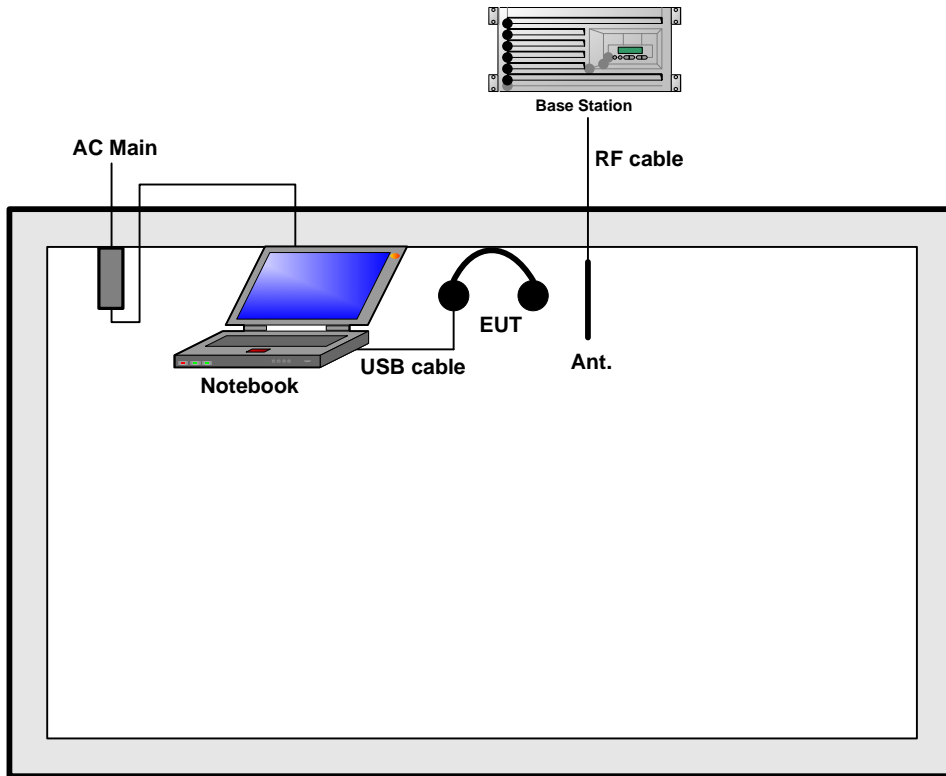 Base Station
AC Main
RF cable
EUT
USB cable
Ant.
Notebook